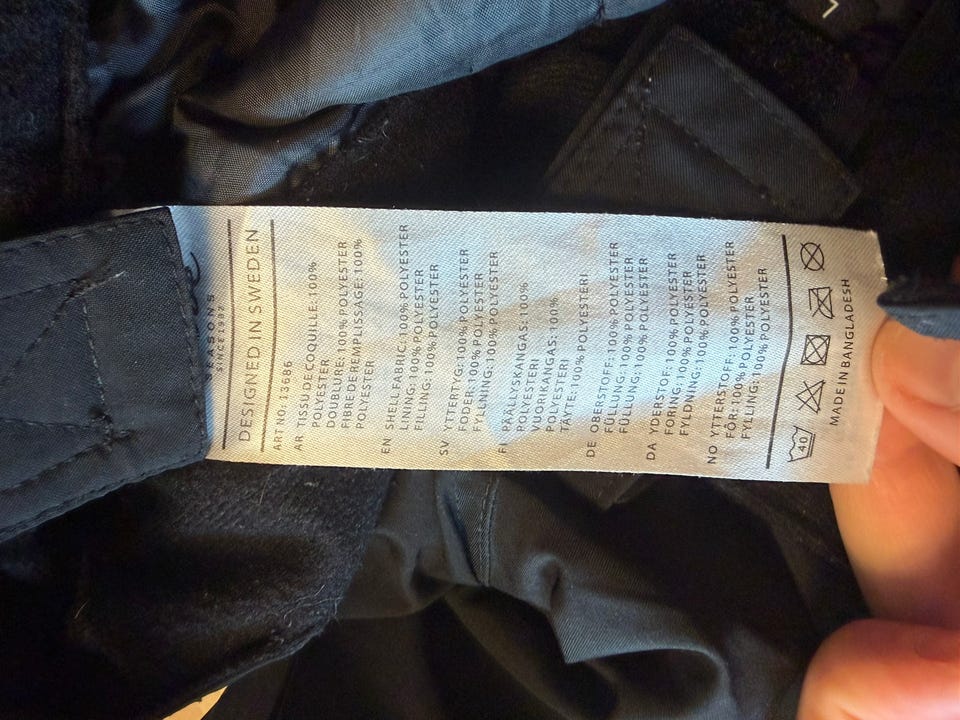 SEASONS
SINCE 1897
DESIGNED IN SWEDEN
ART NO. 13686
AR TISSU DE COQUILLE: 100%
POLYESTER
DOUBLURE: 100% POLYESTER
FIBRE DE REMPLISSAGE: 100%
POLYESTER
EN SHELL FABRIC: 100% POLYESTER
LINING: 100% POLYESTER
FILLING: 100% POLYESTER
SV YTTERTYG: 100% POLYESTER
FODER: 100% POLYESTER
FYLLNING: 100% POLYESTER
FI PÄÄLLYSKANGAS: 100%
POLYESTERI
VUORIKANGAS: 100%
TÄYTE: 100% POLYESTERI
DE OBERSTOFF: 100% POLYESTER
FÜLLUNG: 100% POLYESTER
FÜLLUNG: 100% POLYESTER
DA YDERSTOF: 100% POLYESTER
FORING: 100% POLYESTER
FYLDNING: 100% POLYESTER
NO YTTERSTOFF: 100% POLYESTER
FÔR: 100% POLYESTER
FYLLING: 100% POLYESTER
40
MADE IN BANGLADESH